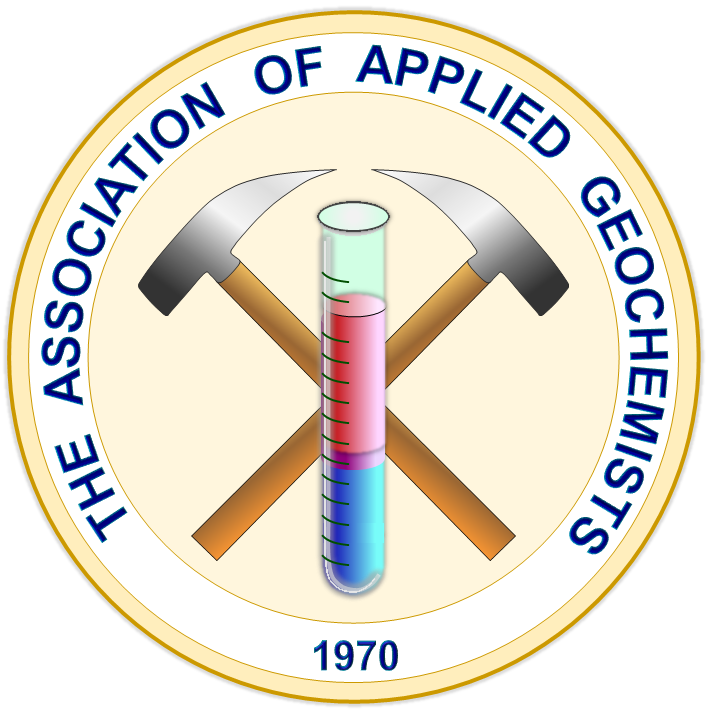 THE ASSOCIATION OF APPLIED GEOCHEMISTS
1970